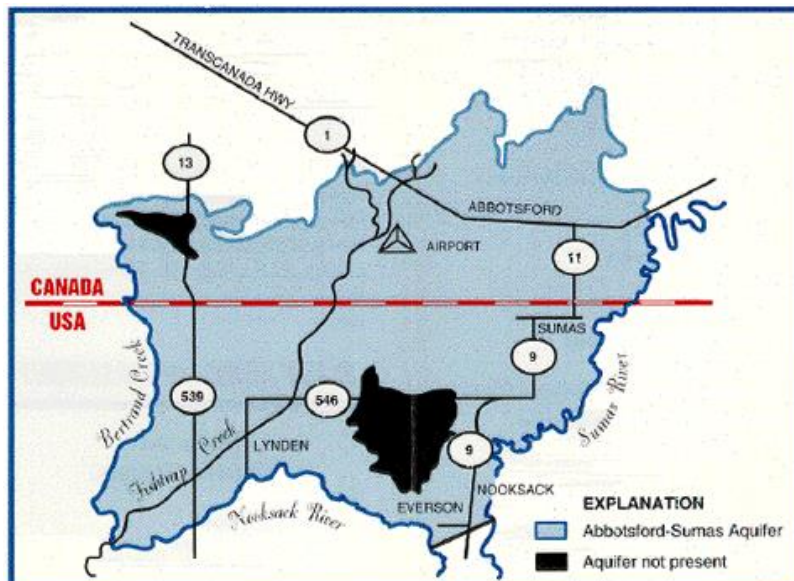 TRANSCANADA HWY
1
13
ABBOTSFORD
AIRPORT
11
CANADA
USA
SUMAS
9
Bertrand Creek
539
546
Sumas River
Fishtrap Creek
LYNDEN
9
NOOKSACK
Nooksack River
EVERSON
EXPLANATION
Abbotsford-Sumas Aquifer
Aquifer not present